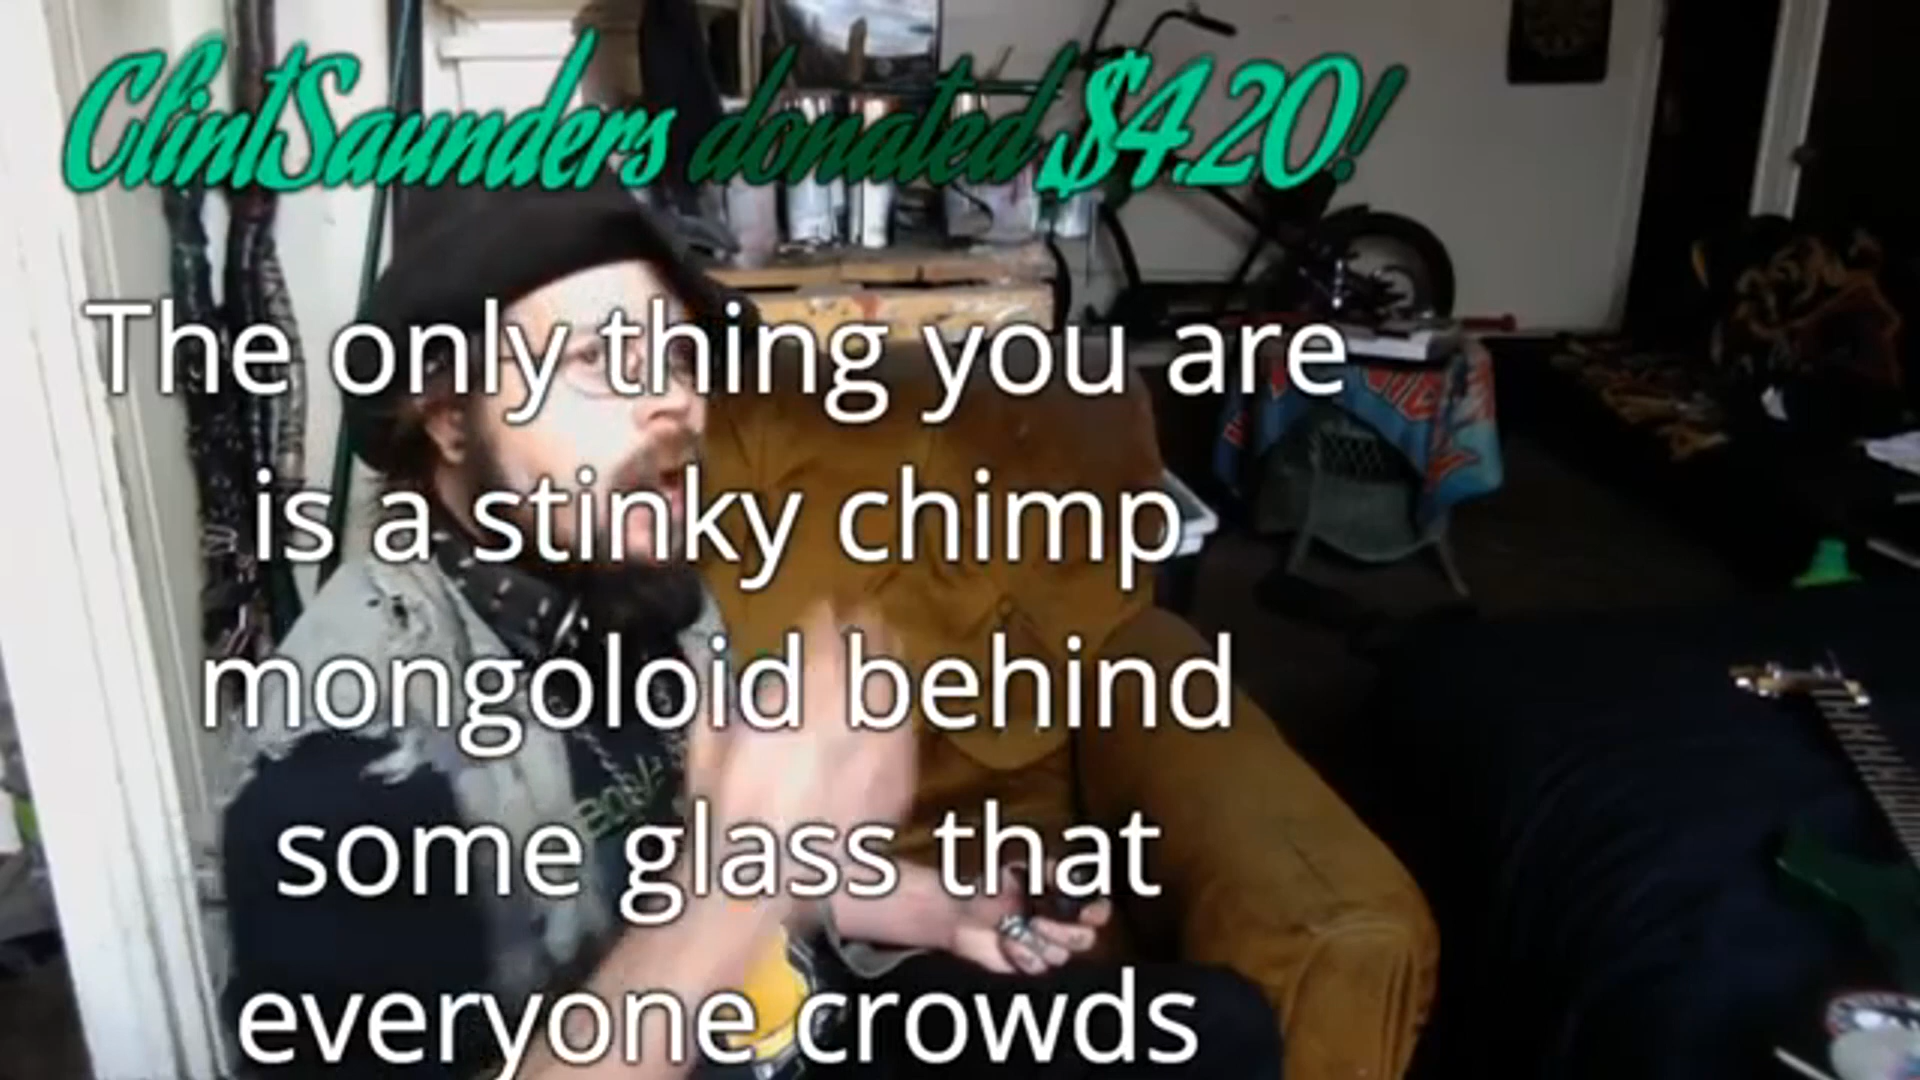 ClintSaunders donated $4.20!
The only thing you are
is a stinky chimp
mongoloid behind
some glass that
everyone crowds